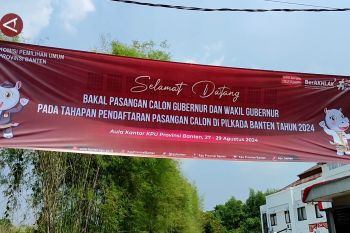 KOMISI PEMILIHAN UMUM
PROVINSI BANTEN
BerAKHLAK
Selamat Datang
BAKAL PASANGAN CALON GUBERNUR DAN WAKIL GUBERNUR
PADA TAHAPAN PENDAFTARAN PASANGAN CALON DI PILKADA BANTEN TAHUN 2024
Aula Kantor KPU Provinsi Banten, 27 - 29 Agustus 2024